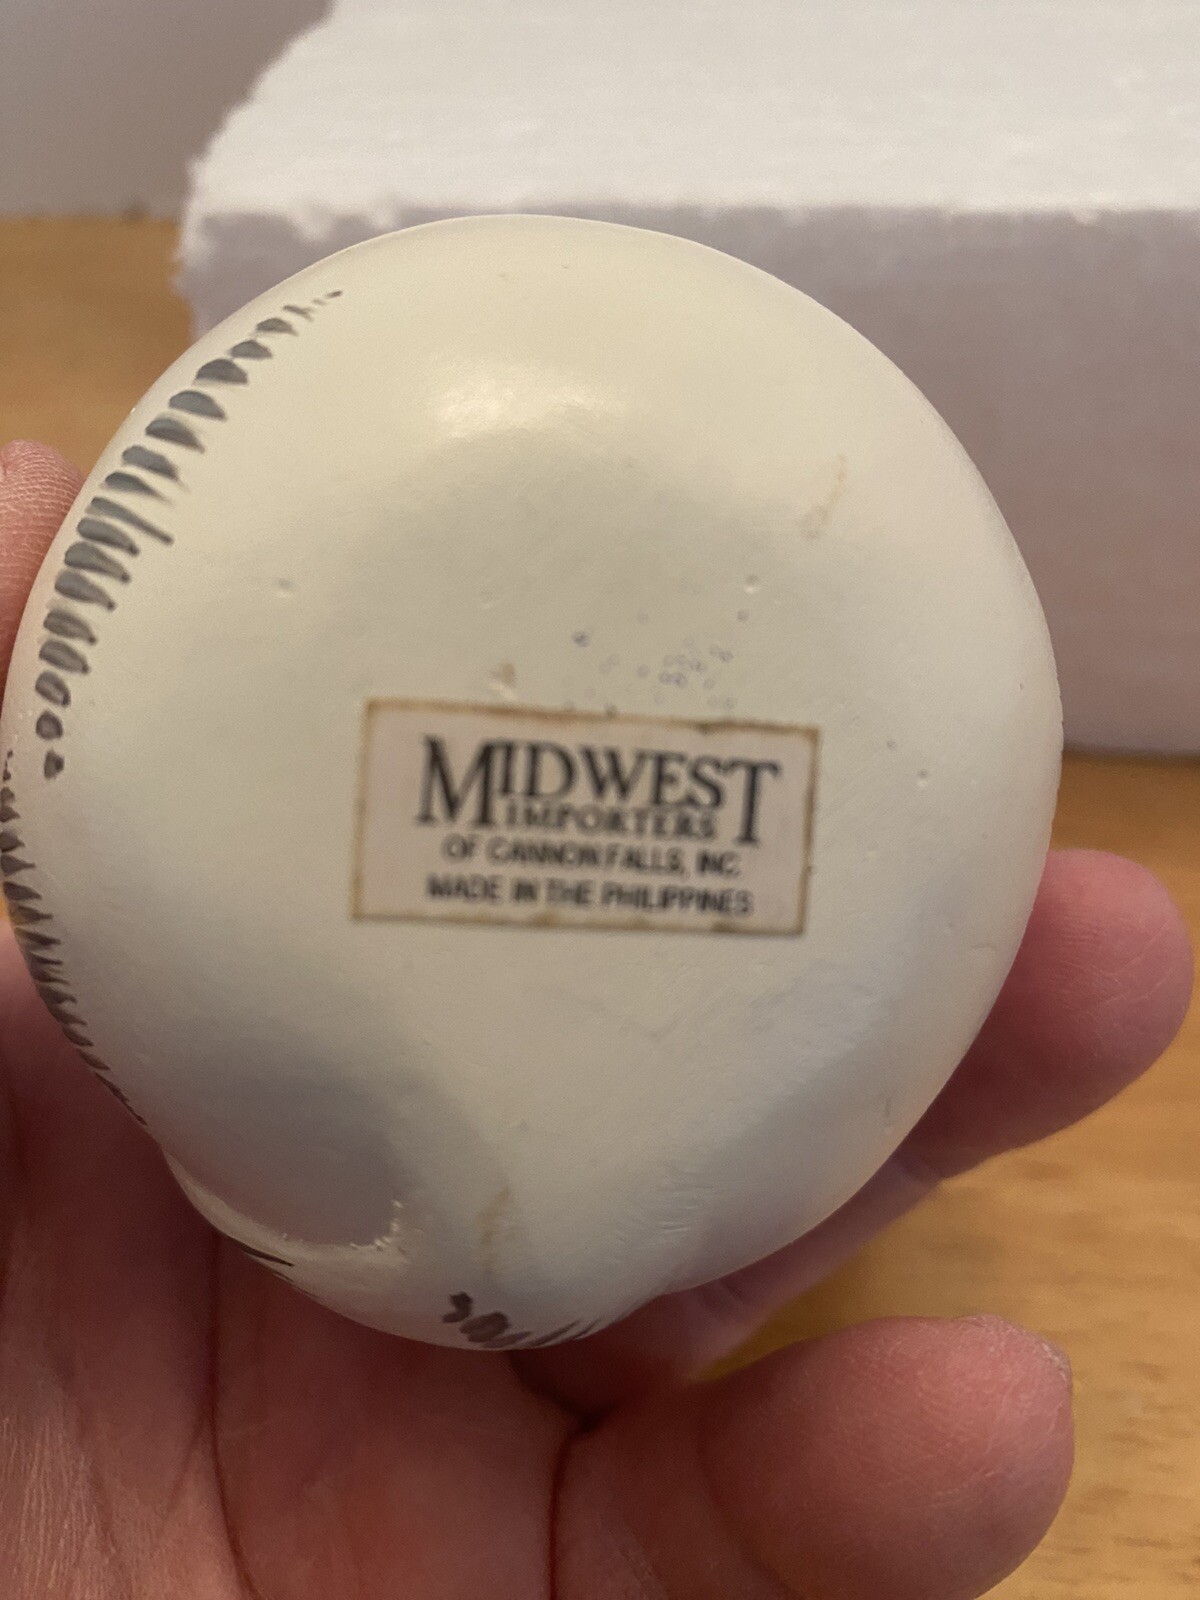 MIDWEST
IMPORTERS
OF CANNON FALLS, INC.
MADE IN THE PHILIPPINES